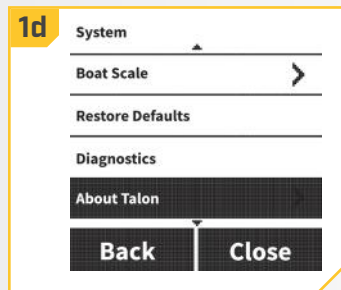 1d
System
Boat Scale
Restore Defaults
Diagnostics
About Talon
Back Close